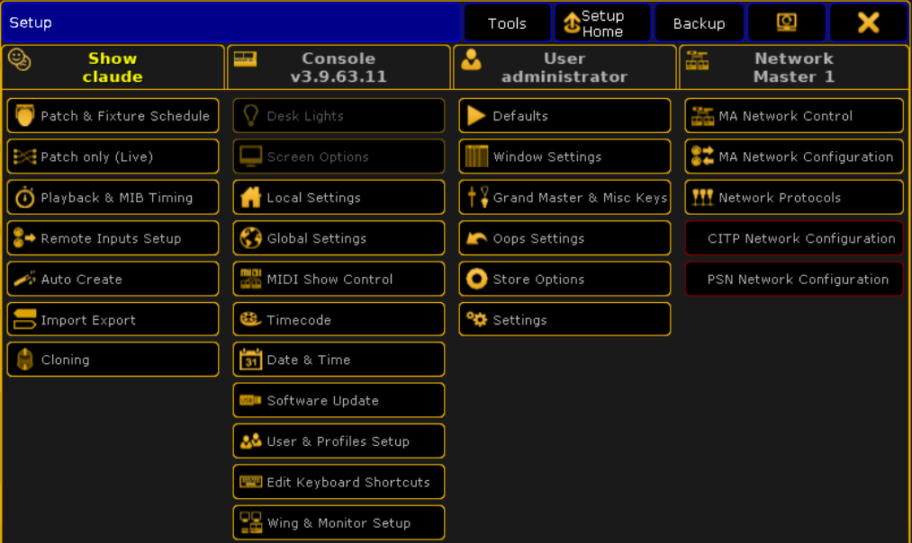 Setup
Tools
Setup
Home
Backup
Show
claude
Console
v3.9.63.11
User
administrator
Network
Master 1
Patch & Fixture Schedule
Patch only (Live)
Playback & MIB Timing
Remote Inputs Setup
Auto Create
Import Export
Cloning
Desk Lights
Screen Options
Local Settings
Global Settings
MIDI Show Control
Timecode
31
Date & Time
Software Update
User & Profiles Setup
Edit Keyboard Shortcuts
Wing & Monitor Setup
Defaults
Window Settings
Grand Master & Misc Keys
Oops Settings
Store Options
Settings
MA Network Control
MA Network Configuration
Network Protocols
CITP Network Configuration
PSN Network Configuration